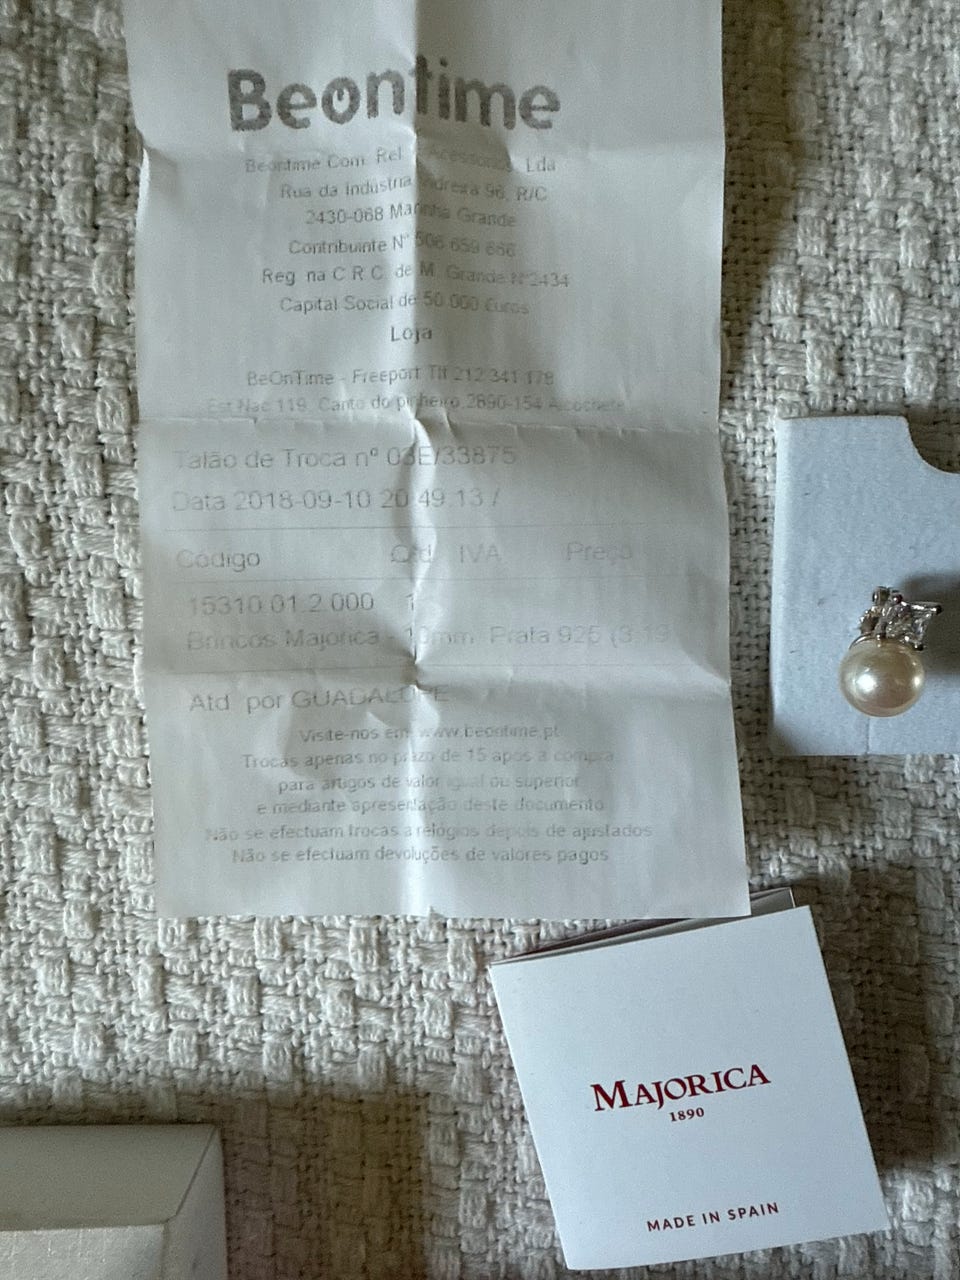 Beontime
Beontime Com. Rel. Acessorios, Lda
Rua da Indústria 96, R/C
2430-068 Marinha Grande
Contribuinte Nº 506 659 666
Reg. na C.R.C. de M. Grande Nº2434
Capital Social de 50.000 Euros
Loja
BeOnTime - Freeport Tlf 212 341 178
Est.Nac.119, Canto do pinheiro,2890-154 Alcochete
Talão de Troca nº 03E/33875
Data 2018-09-10 20:49:13 /
Código Qtd IVA Preço
15310.01.2.000 1
Brincos Majorica - 10mm Prata 925 (3.19
Atd. por GUADALUPE
Visite-nos em www.beontime.pt
Trocas apenas no prazo de 15 apos a compra
para artigos de valor igual ou superior
e mediante apresentação deste documento
Não se efectuam trocas a relógios depois de ajustados
Não se efectuam devoluções de valores pagos
MAJORICA
1890
MADE IN SPAIN